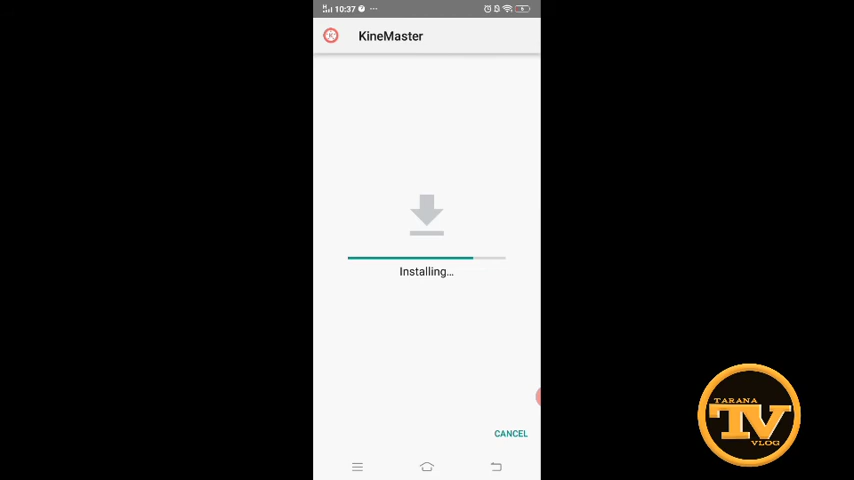 10:37
KineMaster
Installing...
CANCEL
TARANA
TV
VLOG